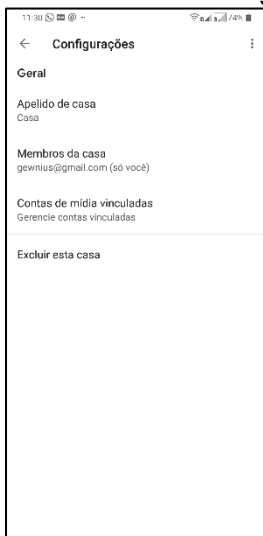 11:30 74%
Configurações
Geral
Apelido de casa
Casa
Membros da casa
gewnius@gmail.com (só você)
Contas de mídia vinculadas
Gerencie contas vinculadas
Excluir esta casa